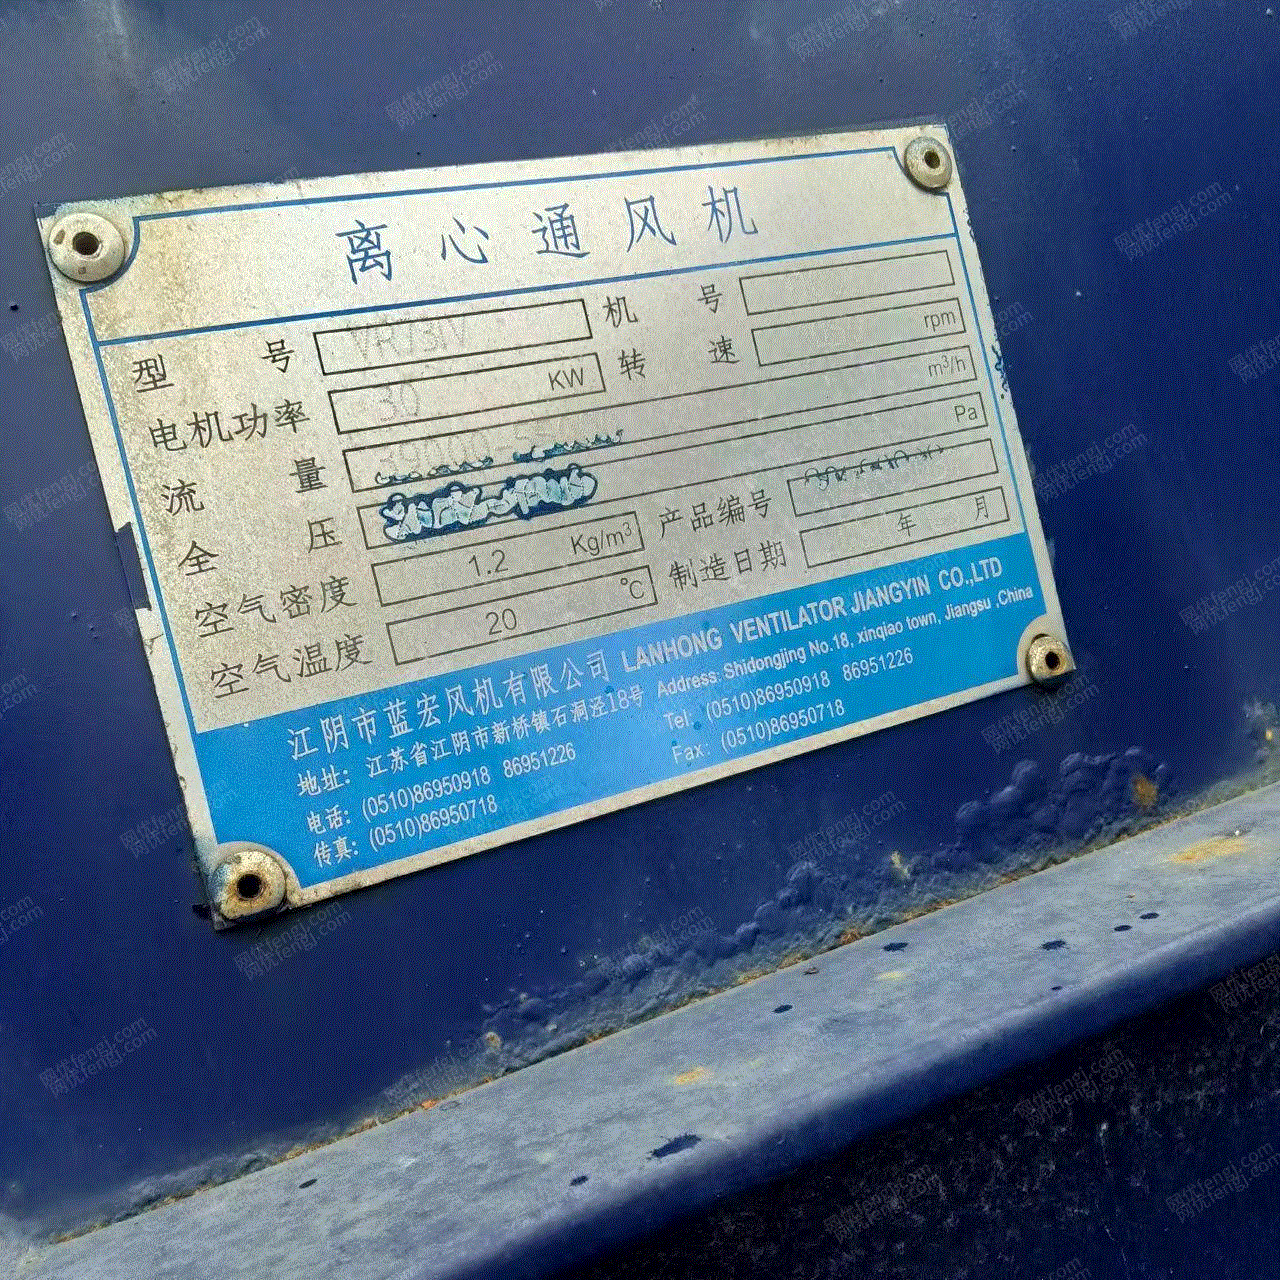 离心通风机
型号 VR73IV 机号
电机功率 30 KW 转速 rpm
流量 39000 m³/h
全压 Pa
空气密度 1.2 Kg/m³ 产品编号
空气温度 20 ℃ 制造日期 年 月
江阴市蓝宏风机有限公司 LANHONG VENTILATOR JIANGYIN CO.,LTD
地址: 江苏省江阴市新桥镇石洞泾18号 Address: Shidongjing No.18, xinqiao town, Jiangsu ,China
电话: (0510)86950918 86951226 Tel: (0510)86950918 86951226
传真: (0510)86950718 Fax: (0510)86950718